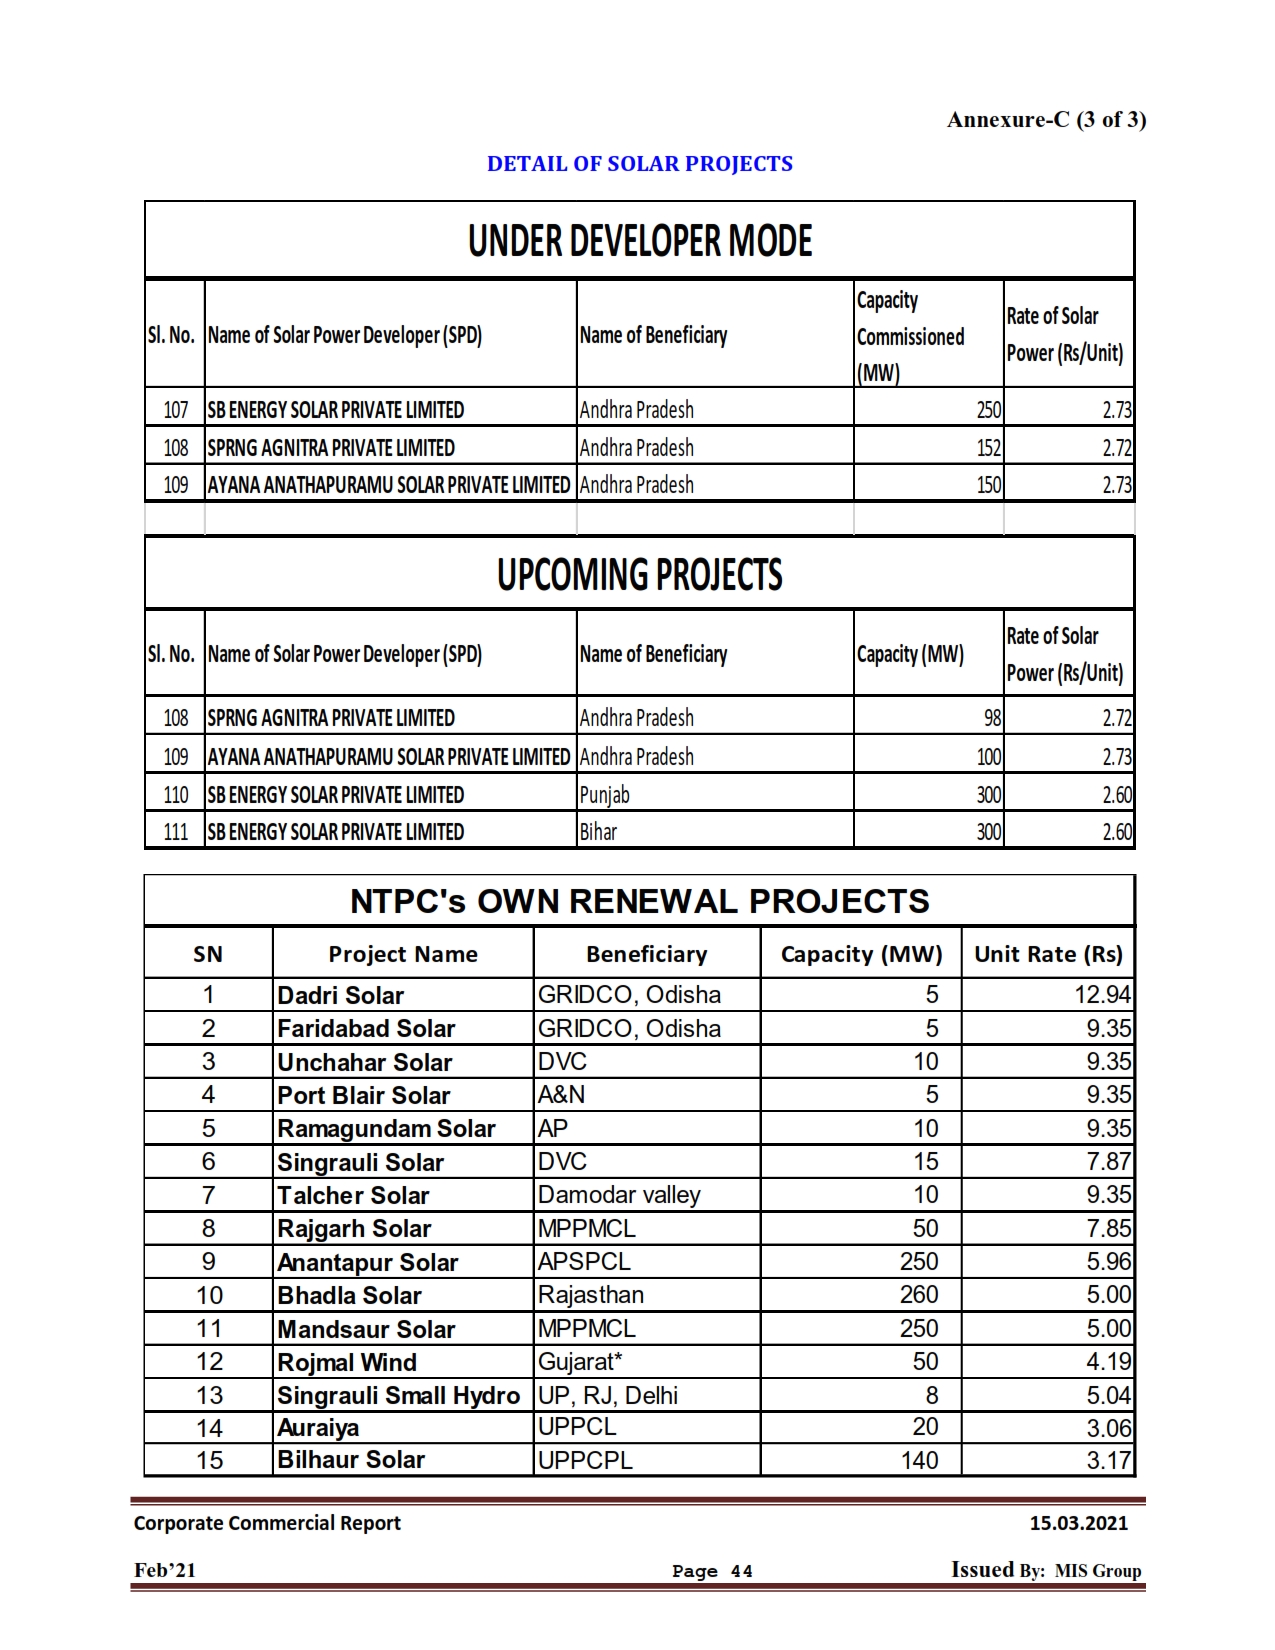 Annexure-C (3 of 3)
DETAIL OF SOLAR PROJECTS
UNDER DEVELOPER MODE
Sl. No. Name of Solar Power Developer (SPD) Name of Beneficiary Capacity Commissioned (MW) Rate of Solar Power (Rs/Unit)
107 SB ENERGY SOLAR PRIVATE LIMITED Andhra Pradesh 250 2.73
108 SPRNG AGNITRA PRIVATE LIMITED Andhra Pradesh 152 2.72
109 AYANA ANATHAPURAMU SOLAR PRIVATE LIMITED Andhra Pradesh 150 2.73
UPCOMING PROJECTS
Sl. No. Name of Solar Power Developer (SPD) Name of Beneficiary Capacity (MW) Rate of Solar Power (Rs/Unit)
108 SPRNG AGNITRA PRIVATE LIMITED Andhra Pradesh 98 2.72
109 AYANA ANATHAPURAMU SOLAR PRIVATE LIMITED Andhra Pradesh 100 2.73
110 SB ENERGY SOLAR PRIVATE LIMITED Punjab 300 2.60
111 SB ENERGY SOLAR PRIVATE LIMITED Bihar 300 2.60
NTPC's OWN RENEWAL PROJECTS
SN Project Name Beneficiary Capacity (MW) Unit Rate (Rs)
1 Dadri Solar GRIDCO, Odisha 5 12.94
2 Faridabad Solar GRIDCO, Odisha 5 9.35
3 Unchahar Solar DVC 10 9.35
4 Port Blair Solar A&N 5 9.35
5 Ramagundam Solar AP 10 9.35
6 Singrauli Solar DVC 15 7.87
7 Talcher Solar Damodar valley 10 9.35
8 Rajgarh Solar MPPMCL 50 7.85
9 Anantapur Solar APSPCL 250 5.96
10 Bhadla Solar Rajasthan 260 5.00
11 Mandsaur Solar MPPMCL 250 5.00
12 Rojmal Wind Gujarat* 50 4.19
13 Singrauli Small Hydro UP, RJ, Delhi 8 5.04
14 Auraiya UPPCL 20 3.06
15 Bilhaur Solar UPPCPL 140 3.17
Corporate Commercial Report 15.03.2021
Feb’21 Page 44 Issued By: MIS Group